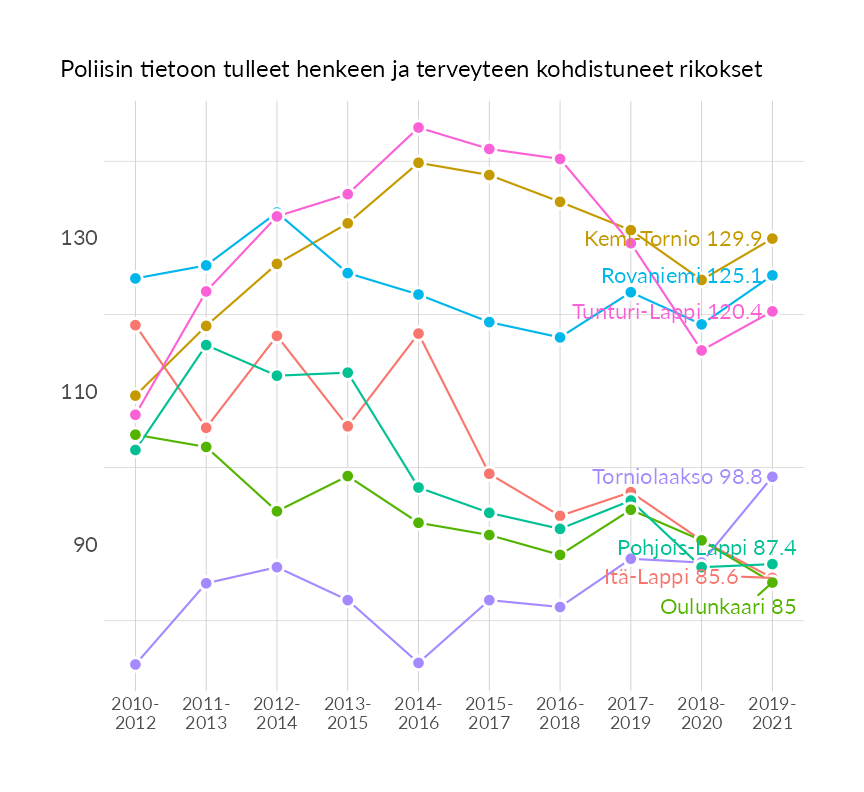 Poliisin tietoon tulleet henkeen ja terveyteen kohdistuneet rikokset
130
110
90
Kemi-Tornio 129.9
Rovaniemi 125.1
Tunturi-Lappi 120.4
Torniolaakso 98.8
Pohjois-Lappi 87.4
Itä-Lappi 85.6
Oulunkaari 85
2010-
2012
2011-
2013
2012-
2014
2013-
2015
2014-
2016
2015-
2017
2016-
2018
2017-
2019
2018-
2020
2019-
2021